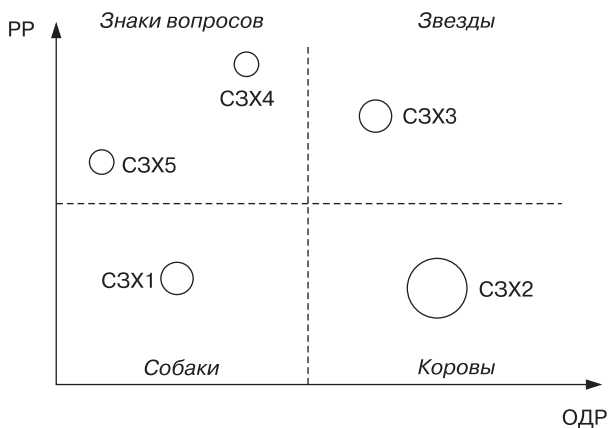 Знаки вопросов
Звезды
РР
СЗХ4
СЗХ3
СЗХ5
СЗХ1
СЗХ2
Собаки
Коровы
ОДР